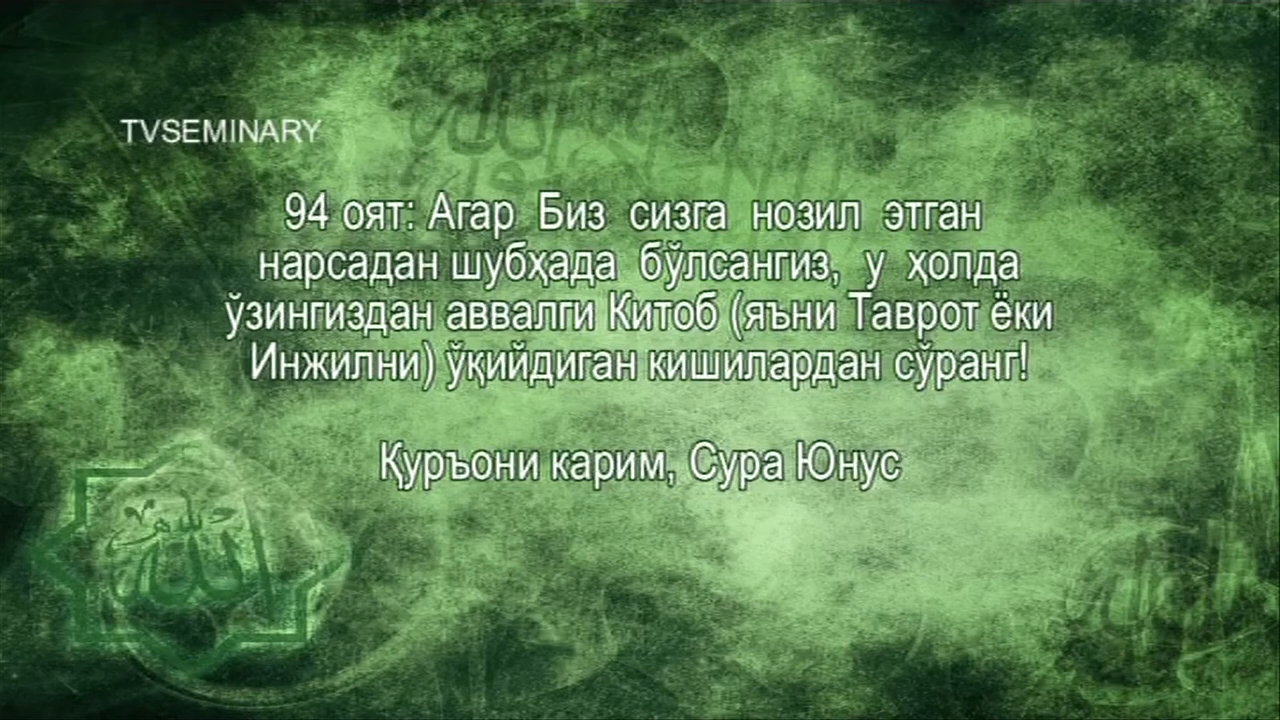 TVSEMINARY
94 оят: Агар Биз сизга нозил этган
нарсадан шубҳада бўлсангиз, у ҳолда
ўзингиздан аввалги Китоб (яъни Таврот ёки
Инжилни) ўқийдиган кишилардан сўранг!
Қуръони карим, Сура Юнус
الله